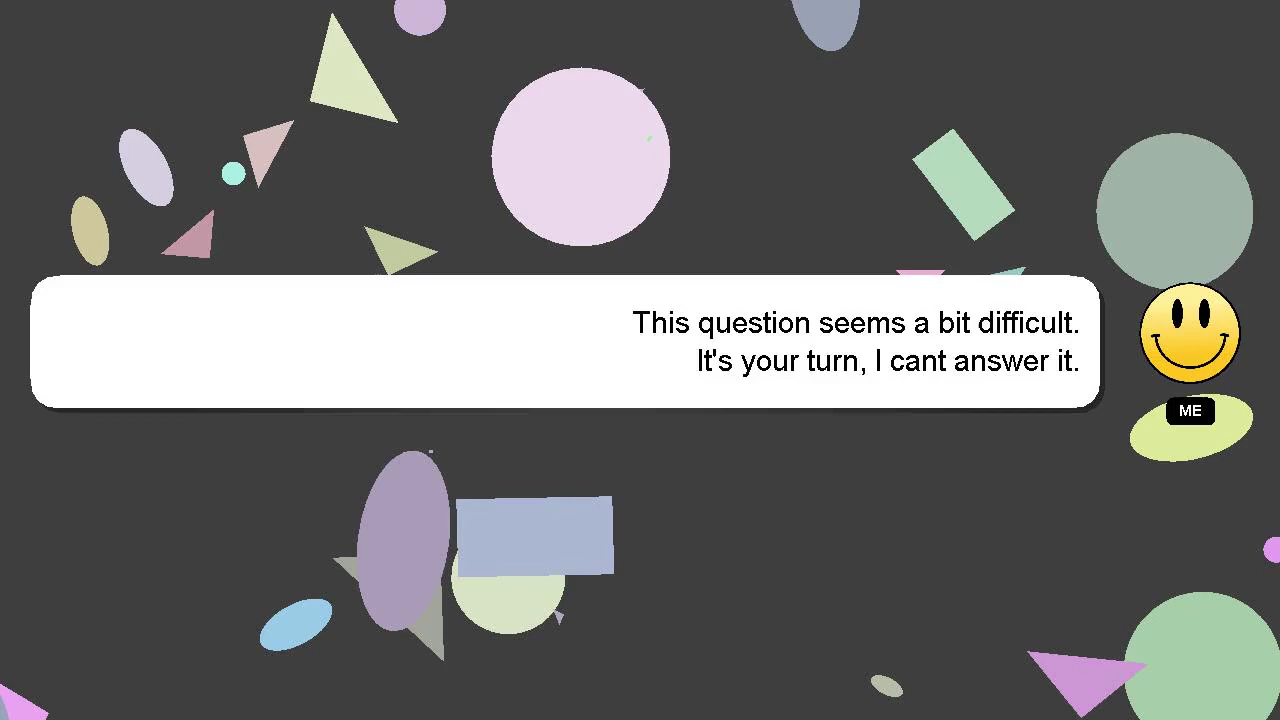 This question seems a bit difficult.
It's your turn, I cant answer it.
ME